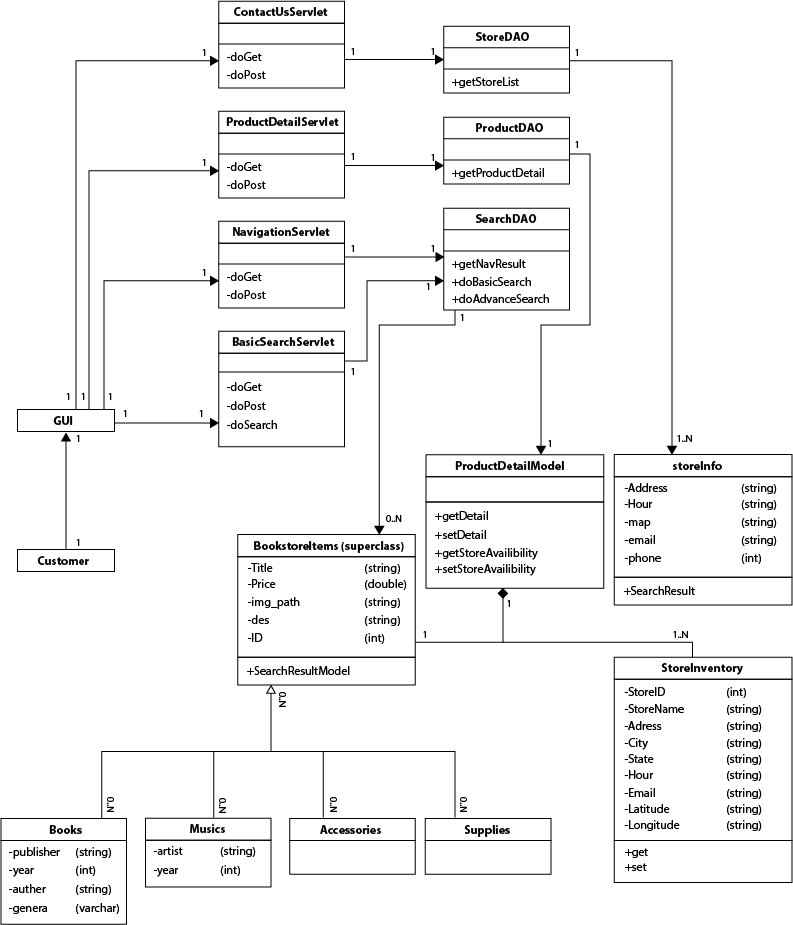 ContactUsServlet
-doGet
-doPost
1
1
1
StoreDAO
+getStoreList
1
ProductDetailServlet
-doGet
-doPost
1
1
1
ProductDAO
+getProductDetail
1
NavigationServlet
-doGet
-doPost
1
1
1
SearchDAO
+getNavResult
+doBasicSearch
+doAdvanceSearch
1
1
BasicSearchServlet
-doGet
-doPost
-doSearch
1
1 1 1
GUI
1
1
1
1
Customer
1
ProductDetailModel
+getDetail
+setDetail
+getStoreAvailibility
+setStoreAvailibility
1
1..N
storeInfo
-Address (string)
-Hour (string)
-map (string)
-email (string)
-phone (int)
+SearchResult
0..N
BookstoreItems (superclass)
-Title (string)
-Price (double)
-img_path (string)
-des (string)
-ID (int)
+SearchResultModel
1
1..N
StoreInventory
-StoreID (int)
-StoreName (string)
-Adress (string)
-City (string)
-State (string)
-Hour (string)
-Email (string)
-Latitude (string)
-Longitude (string)
+get
+set
0..N
0..N
0..N
0..N
0..N
Books
-publisher (string)
-year (int)
-auther (string)
-genera (varchar)
Musics
-artist (string)
-year (int)
Accessories
Supplies